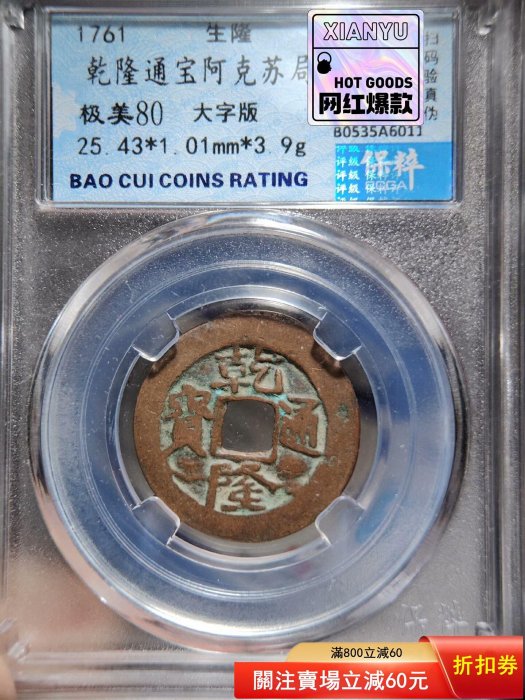 1761 生隆
乾隆通宝阿克苏局
极美80 大字版
25.43*1.01mm*3.9g
BAO CUI COINS RATING
XIANYU
HOT GOODS
网红爆款
扫码验真伪
B0535A6011
保粹
乾隆通寶
滿800立減60
關注賣場立減60元
折扣券